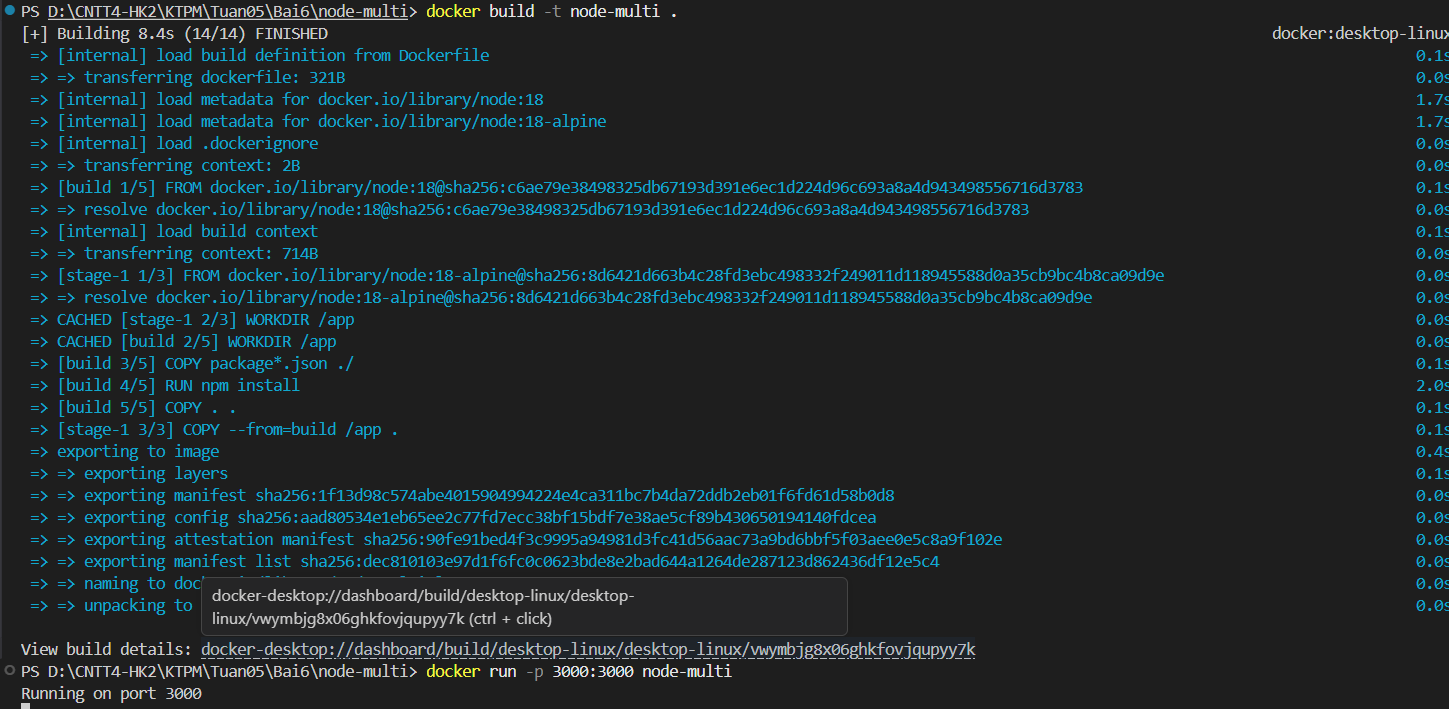 PS D:\CNTT4-HK2\KTPM\Tuan05\Bai6\node-multi> docker build -t node-multi .
[+] Building 8.4s (14/14) FINISHED docker:desktop-linux
=> [internal] load build definition from Dockerfile 0.1s
=> => transferring dockerfile: 321B 0.0s
=> [internal] load metadata for docker.io/library/node:18 1.7s
=> [internal] load metadata for docker.io/library/node:18-alpine 1.7s
=> [internal] load .dockerignore 0.0s
=> => transferring context: 2B 0.0s
=> [build 1/5] FROM docker.io/library/node:18@sha256:c6ae79e38498325db67193d391e6ec1d224d96c693a8a4d943498556716d3783 0.1s
=> => resolve docker.io/library/node:18@sha256:c6ae79e38498325db67193d391e6ec1d224d96c693a8a4d943498556716d3783 0.0s
=> [internal] load build context 0.1s
=> => transferring context: 714B 0.0s
=> [stage-1 1/3] FROM docker.io/library/node:18-alpine@sha256:8d6421d663b4c28fd3ebc498332f249011d118945588d0a35cb9bc4b8ca09d9e 0.0s
=> => resolve docker.io/library/node:18-alpine@sha256:8d6421d663b4c28fd3ebc498332f249011d118945588d0a35cb9bc4b8ca09d9e 0.0s
=> CACHED [stage-1 2/3] WORKDIR /app 0.0s
=> CACHED [build 2/5] WORKDIR /app 0.0s
=> [build 3/5] COPY package*.json ./ 0.1s
=> [build 4/5] RUN npm install 2.0s
=> [build 5/5] COPY . . 0.1s
=> [stage-1 3/3] COPY --from=build /app . 0.1s
=> exporting to image 0.4s
=> => exporting layers 0.1s
=> => exporting manifest sha256:1f13d98c574abe4015904994224e4ca311bc7b4da72ddb2eb01f6fd61d58b0d8 0.0s
=> => exporting config sha256:aad80534e1eb65ee2c77fd7ecc38bf15bdf7e38ae5cf89b430650194140fdcea 0.0s
=> => exporting attestation manifest sha256:90fe91bed4f3c9995a94981d3fc41d56aac73a9bd6bbf5f03aee0e5c8a9f102e 0.0s
=> => exporting manifest list sha256:dec810103e97d1f6fc0c0623bde8e2bad644a1264de287123d862436df12e5c4 0.0s
=> => naming to 0.0s
=> => unpacking to 0.0s
docker-desktop://dashboard/build/desktop-linux/desktop-
linux/vwymbjg8x06ghkfovjqupyy7k (ctrl + click)
View build details: docker-desktop://dashboard/build/desktop-linux/desktop-linux/vwymbjg8x06ghkfovjqupyy7k
PS D:\CNTT4-HK2\KTPM\Tuan05\Bai6\node-multi> docker run -p 3000:3000 node-multi
Running on port 3000